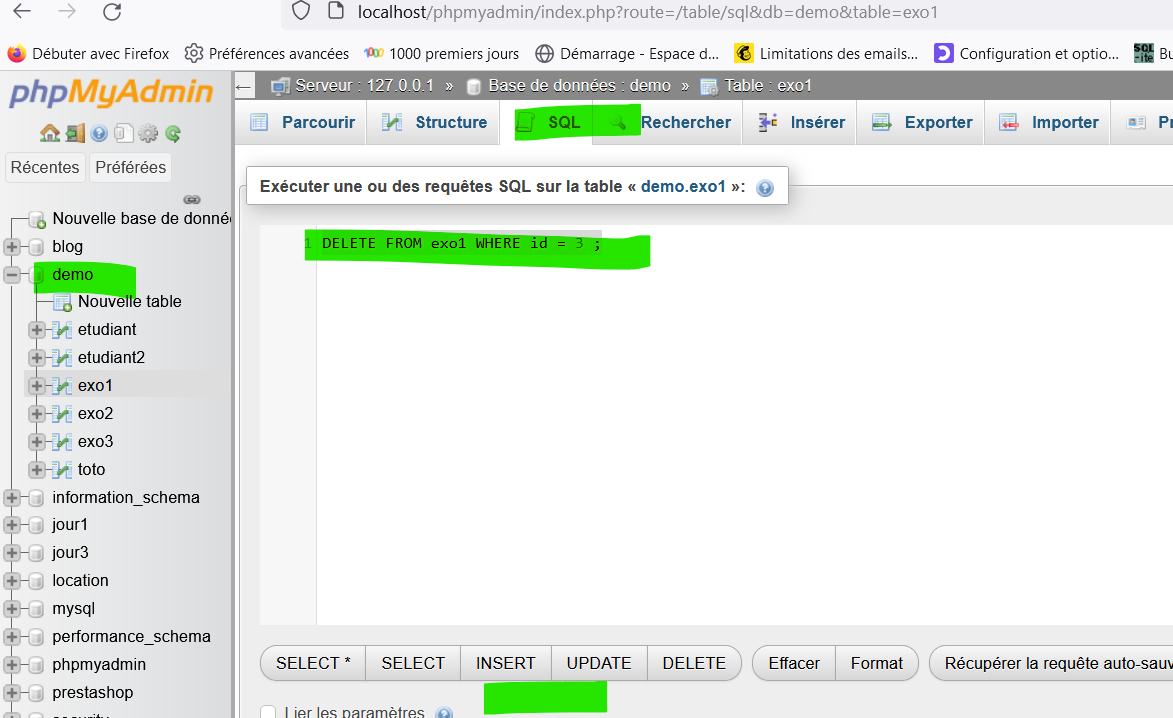 localhost/phpmyadmin/index.php?route=/table/sql&db=demo&table=exo1
Débuter avec Firefox Préférences avancées 1000 premiers jours Démarrage - Espace d... Limitations des emails... Configuration et optio...
phpMyAdmin
Récentes Préférées
Nouvelle base de donné
blog
demo
Nouvelle table
etudiant
etudiant2
exo1
exo2
exo3
toto
information_schema
jour1
jour3
location
mysql
performance_schema
phpmyadmin
prestashop
security
Serveur : 127.0.0.1 » Base de données : demo » Table : exo1
Parcourir Structure SQL Rechercher Insérer Exporter Importer Pr
Exécuter une ou des requêtes SQL sur la table « demo.exo1 »:
1 DELETE FROM exo1 WHERE id = 3 ;
SELECT * SELECT INSERT UPDATE DELETE Effacer Format Récupérer la requête auto-sauv
Lier les paramètres